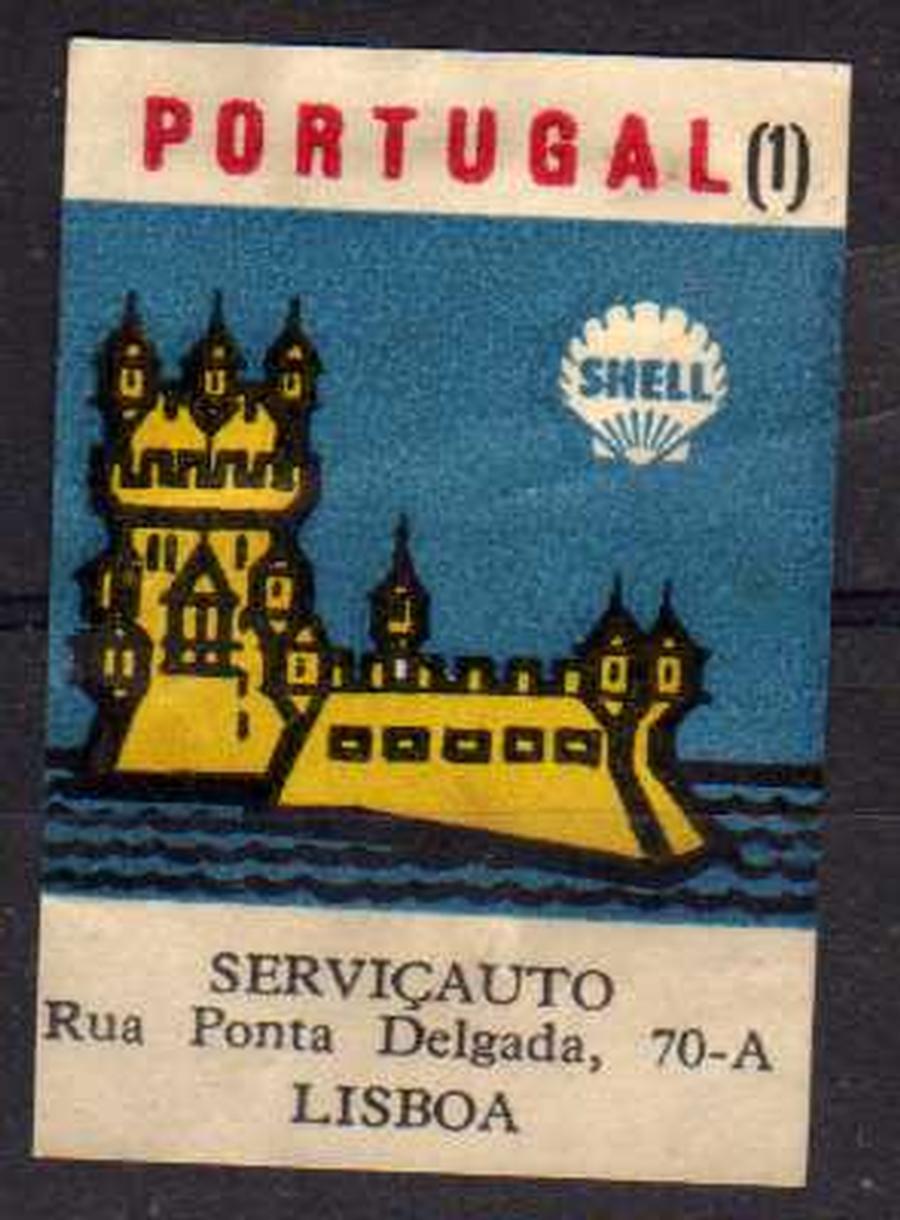 PORTUGAL(1)
SHELL
SERVIÇAUTO
Rua Ponta Delgada, 70-A
LISBOA